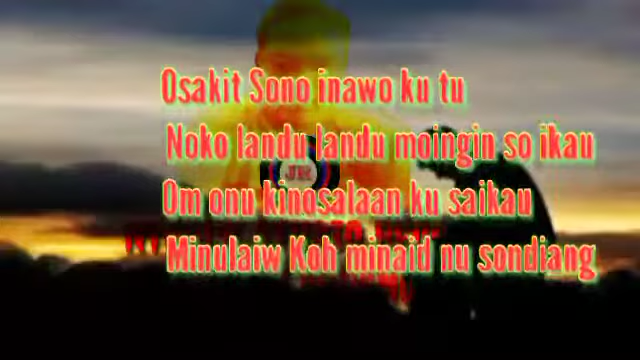 Osakit Sono inawo ku tu
Noko landu landu moingin so ikau
JR
Om onu kinosalaan ku saikau
Minulaiw Koh minaid nu sondiang